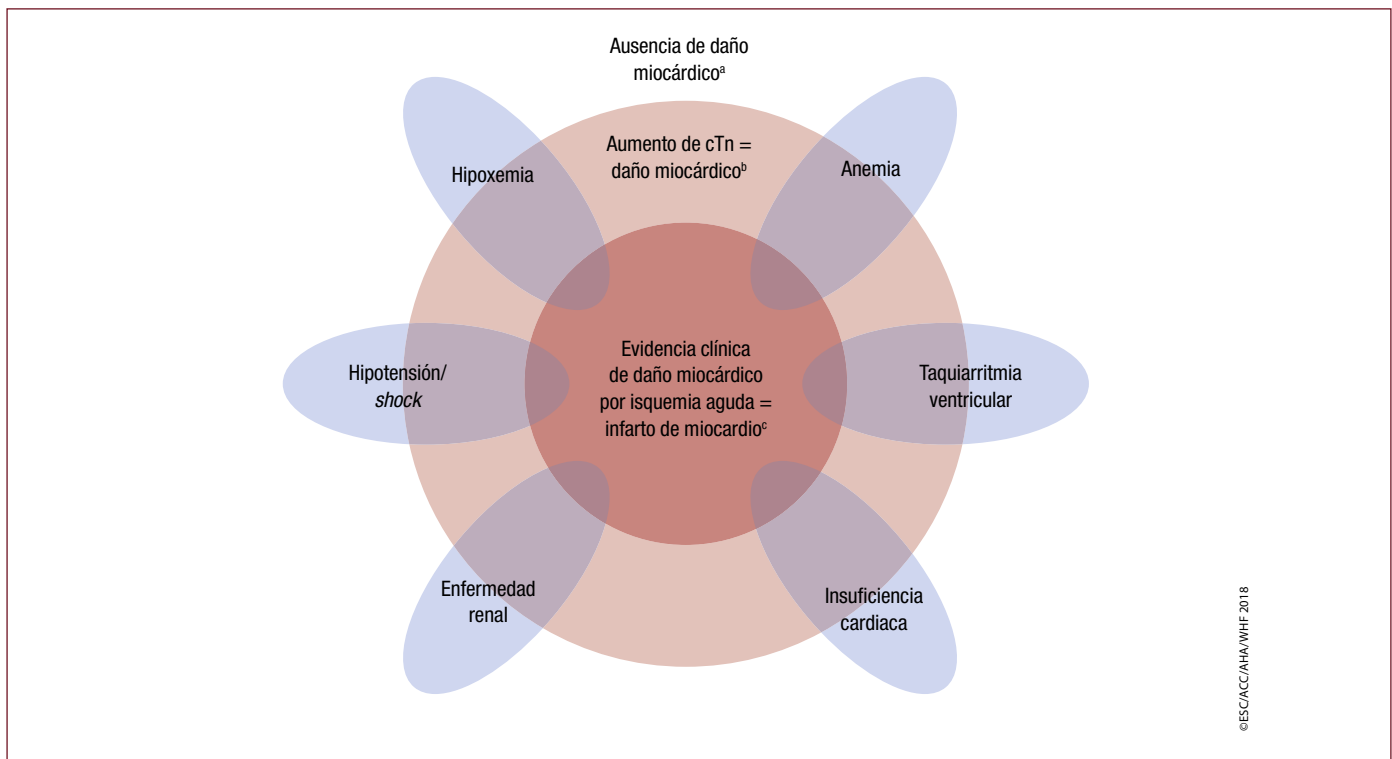 Ausencia de daño
miocárdicoᵃ
Aumento de cTn =
daño miocárdicoᵇ
Hipoxemia
Anemia
Evidencia clínica
de daño miocárdico
por isquemia aguda =
infarto de miocardioᶜ
Hipotensión/
shock
Taquiarritmia
ventricular
Enfermedad
renal
Insuficiencia
cardiaca
©ESC/ACC/AHA/WHF 2018